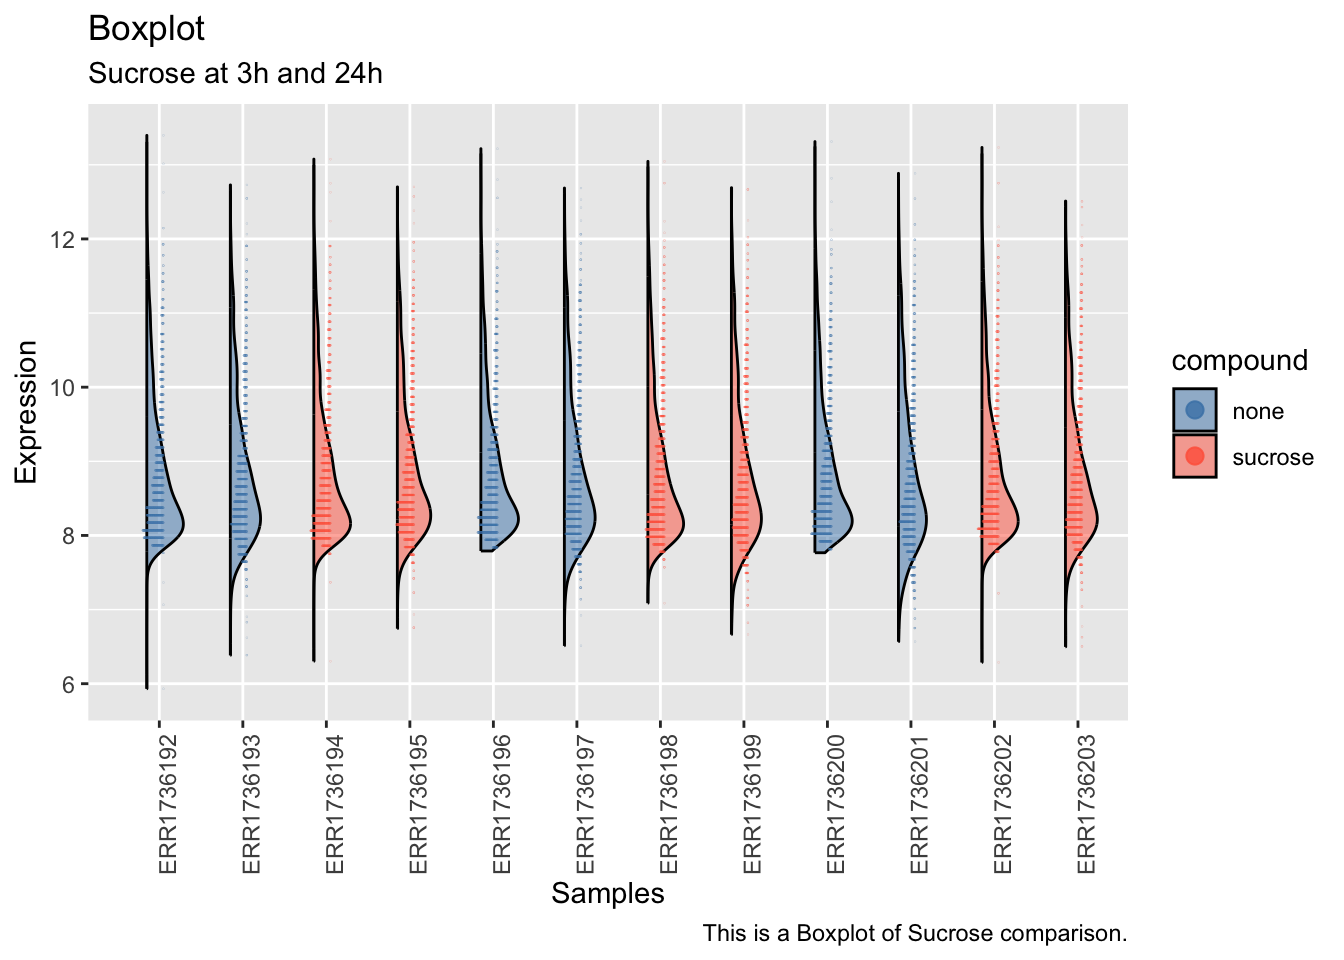 Boxplot
Sucrose at 3h and 24h
Expression
12
10
8
6
ERR1736192
ERR1736193
ERR1736194
ERR1736195
ERR1736196
ERR1736197
ERR1736198
ERR1736199
ERR1736200
ERR1736201
ERR1736202
ERR1736203
Samples
compound
none
sucrose
This is a Boxplot of Sucrose comparison.